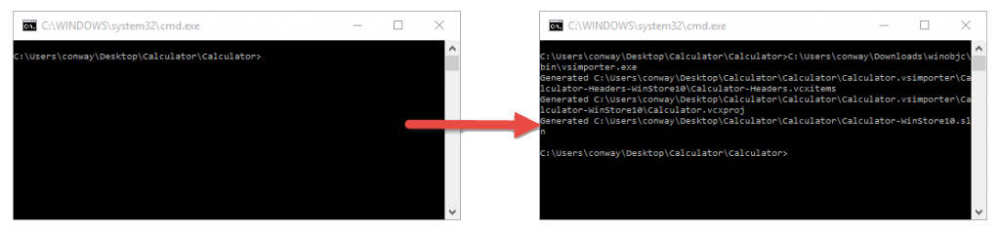 C:\WINDOWS\system32\cmd.exe
C:\Users\conway\Desktop\Calculator\Calculator>
C:\WINDOWS\system32\cmd.exe
C:\Users\conway\Desktop\Calculator\Calculator>C:\Users\conway\Downloads\winobjc\
bin\vsimporter.exe
Generated C:\Users\conway\Desktop\Calculator\Calculator\Calculator.vsimporter\Ca
lculator-Headers-WinStore10\Calculator-Headers.vcxitems
Generated C:\Users\conway\Desktop\Calculator\Calculator\Calculator.vsimporter\Ca
lculator-WinStore10\Calculator.vcxproj
Generated C:\Users\conway\Desktop\Calculator\Calculator\Calculator-WinStore10.sl
n
C:\Users\conway\Desktop\Calculator\Calculator>